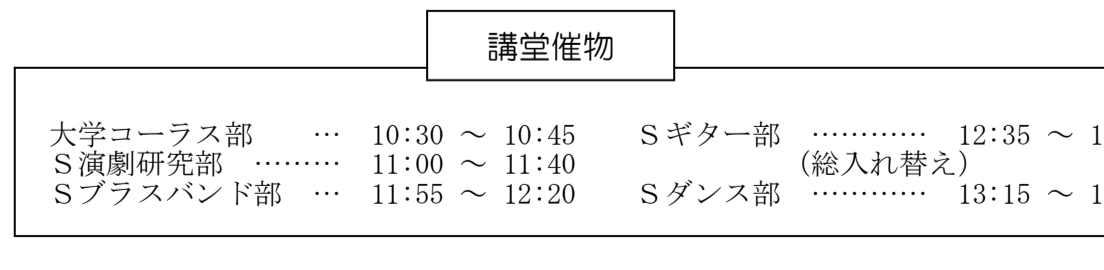 講堂催物
大学コーラス部 … 10:30 ～ 10:45
Ｓ演劇研究部 ……… 11:00 ～ 11:40
Ｓブラスバンド部 … 11:55 ～ 12:20
Ｓギター部 ………… 12:35 ～
(総入れ替え)
Ｓダンス部 ………… 13:15 ～